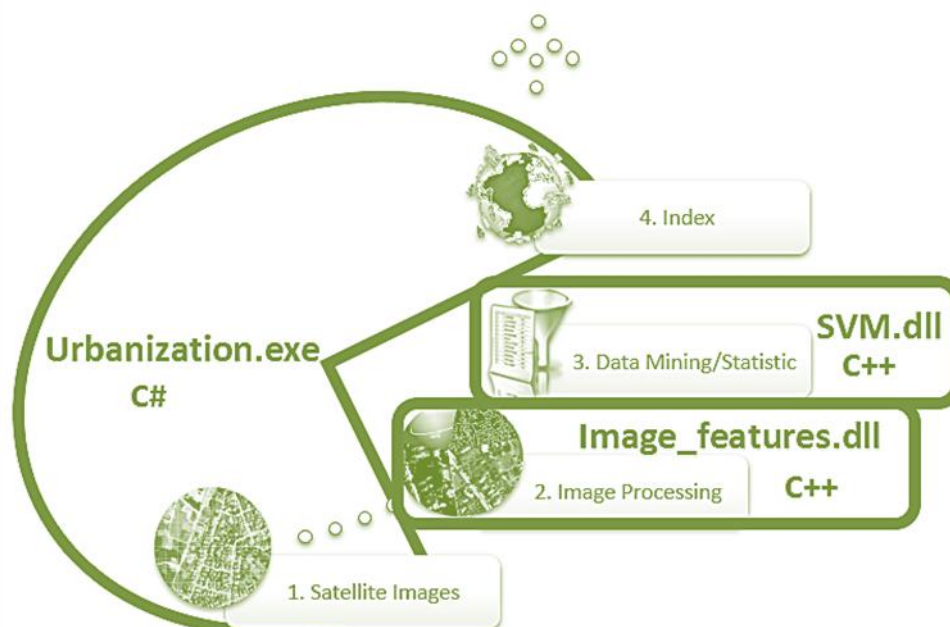 4. Index
SVM.dll
Urbanization.exe
3. Data Mining/Statistic
C++
C#
Image_features.dll
2. Image Processing
C++
1. Satellite Images